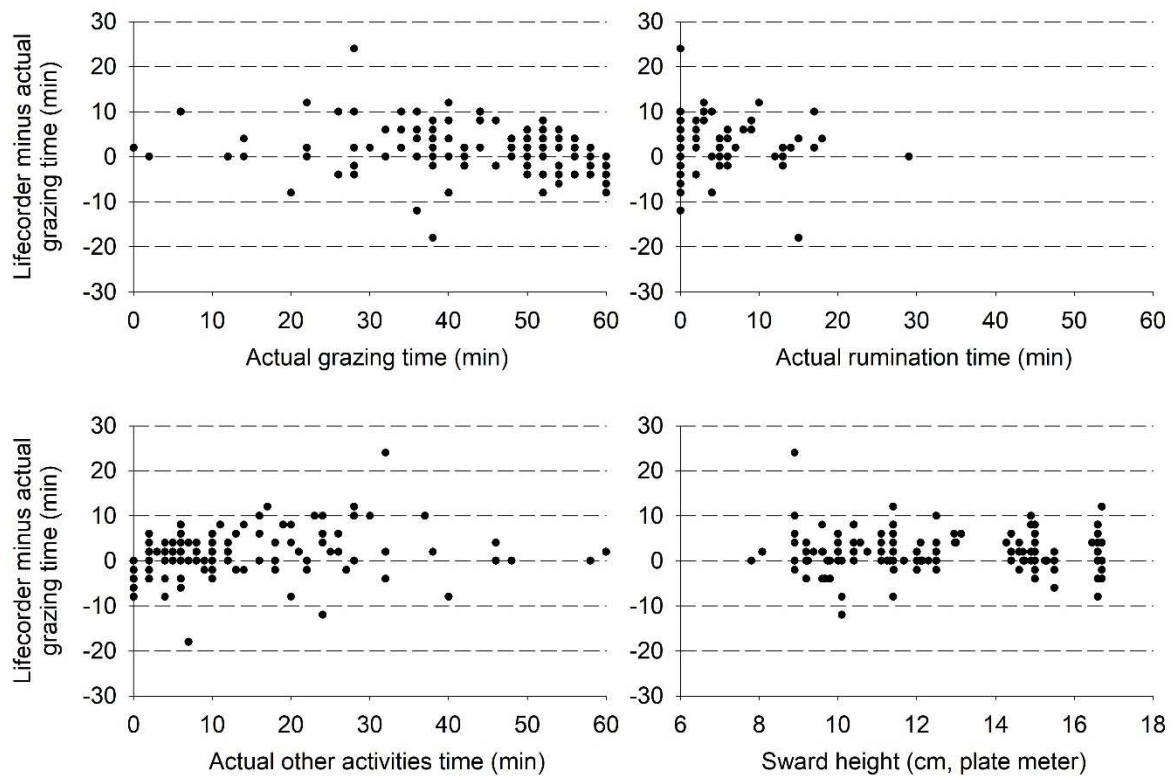 Lifecorder minus actual
grazing time (min)
30
20
10
0
-10
-20
-30
0 10 20 30 40 50 60
Actual grazing time (min)
30
20
10
0
-10
-20
-30
0 10 20 30 40 50 60
Actual rumination time (min)
Lifecorder minus actual
grazing time (min)
30
20
10
0
-10
-20
-30
0 10 20 30 40 50 60
Actual other activities time (min)
30
20
10
0
-10
-20
-30
6 8 10 12 14 16 18
Sward height (cm, plate meter)